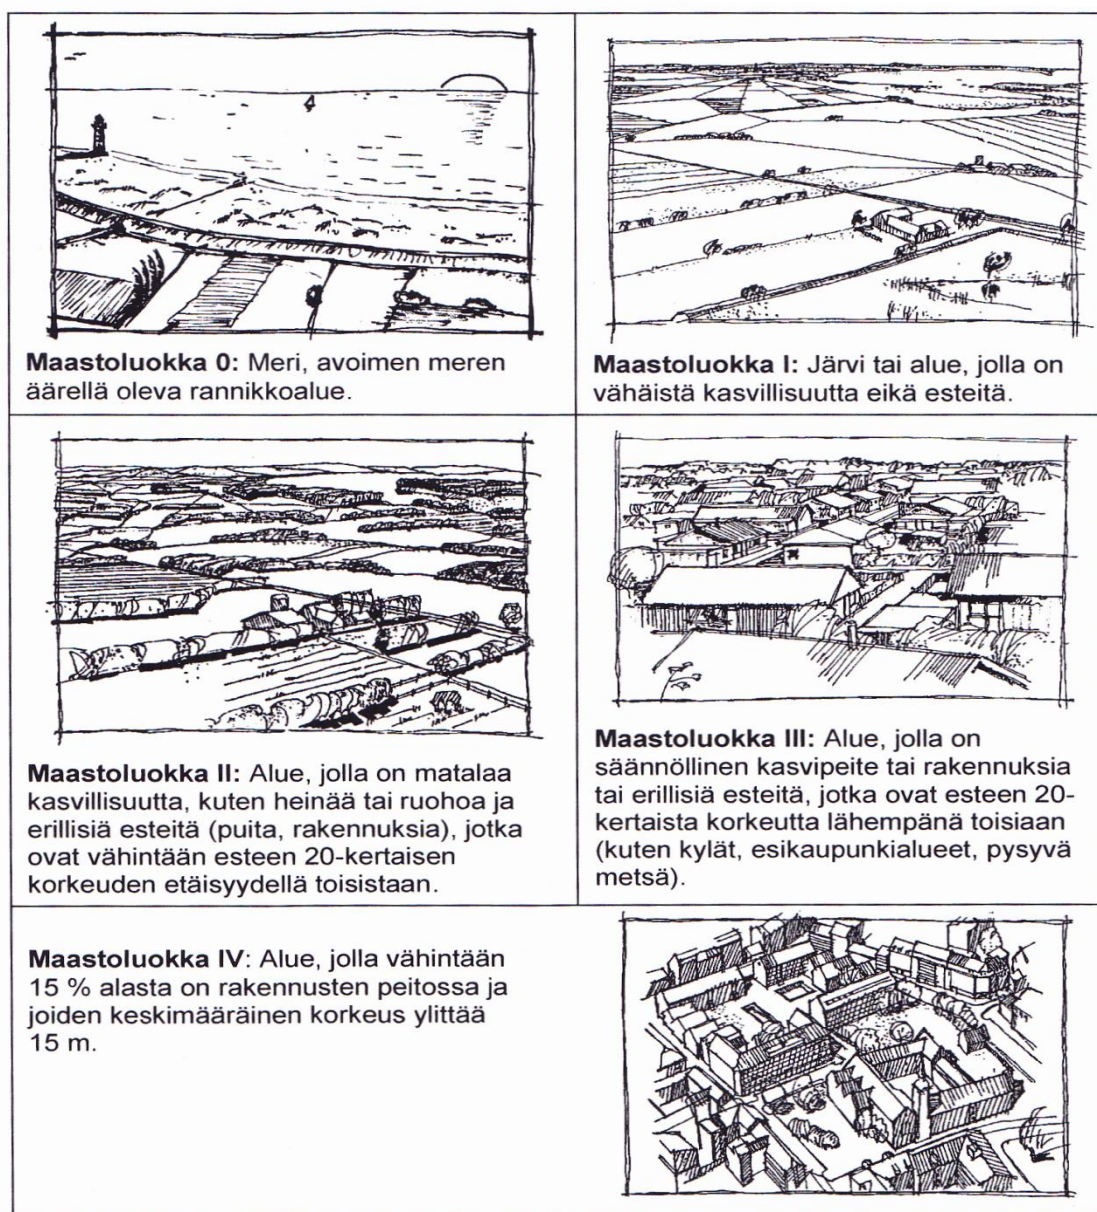 Maastoluokka 0: Meri, avoimen meren
äärellä oleva rannikkoalue.
Maastoluokka I: Järvi tai alue, jolla on
vähäistä kasvillisuutta eikä esteitä.
Maastoluokka II: Alue, jolla on matalaa
kasvillisuutta, kuten heinää tai ruohoa ja
erillisiä esteitä (puita, rakennuksia), jotka
ovat vähintään esteen 20-kertaisen
korkeuden etäisyydellä toisistaan.
Maastoluokka III: Alue, jolla on
säännöllinen kasvipeite tai rakennuksia
tai erillisiä esteitä, jotka ovat esteen 20-
kertaista korkeutta lähempänä toisiaan
(kuten kylät, esikaupunkialueet, pysyvä
metsä).
Maastoluokka IV: Alue, jolla vähintään
15 % alasta on rakennusten peitossa ja
joiden keskimääräinen korkeus ylittää
15 m.